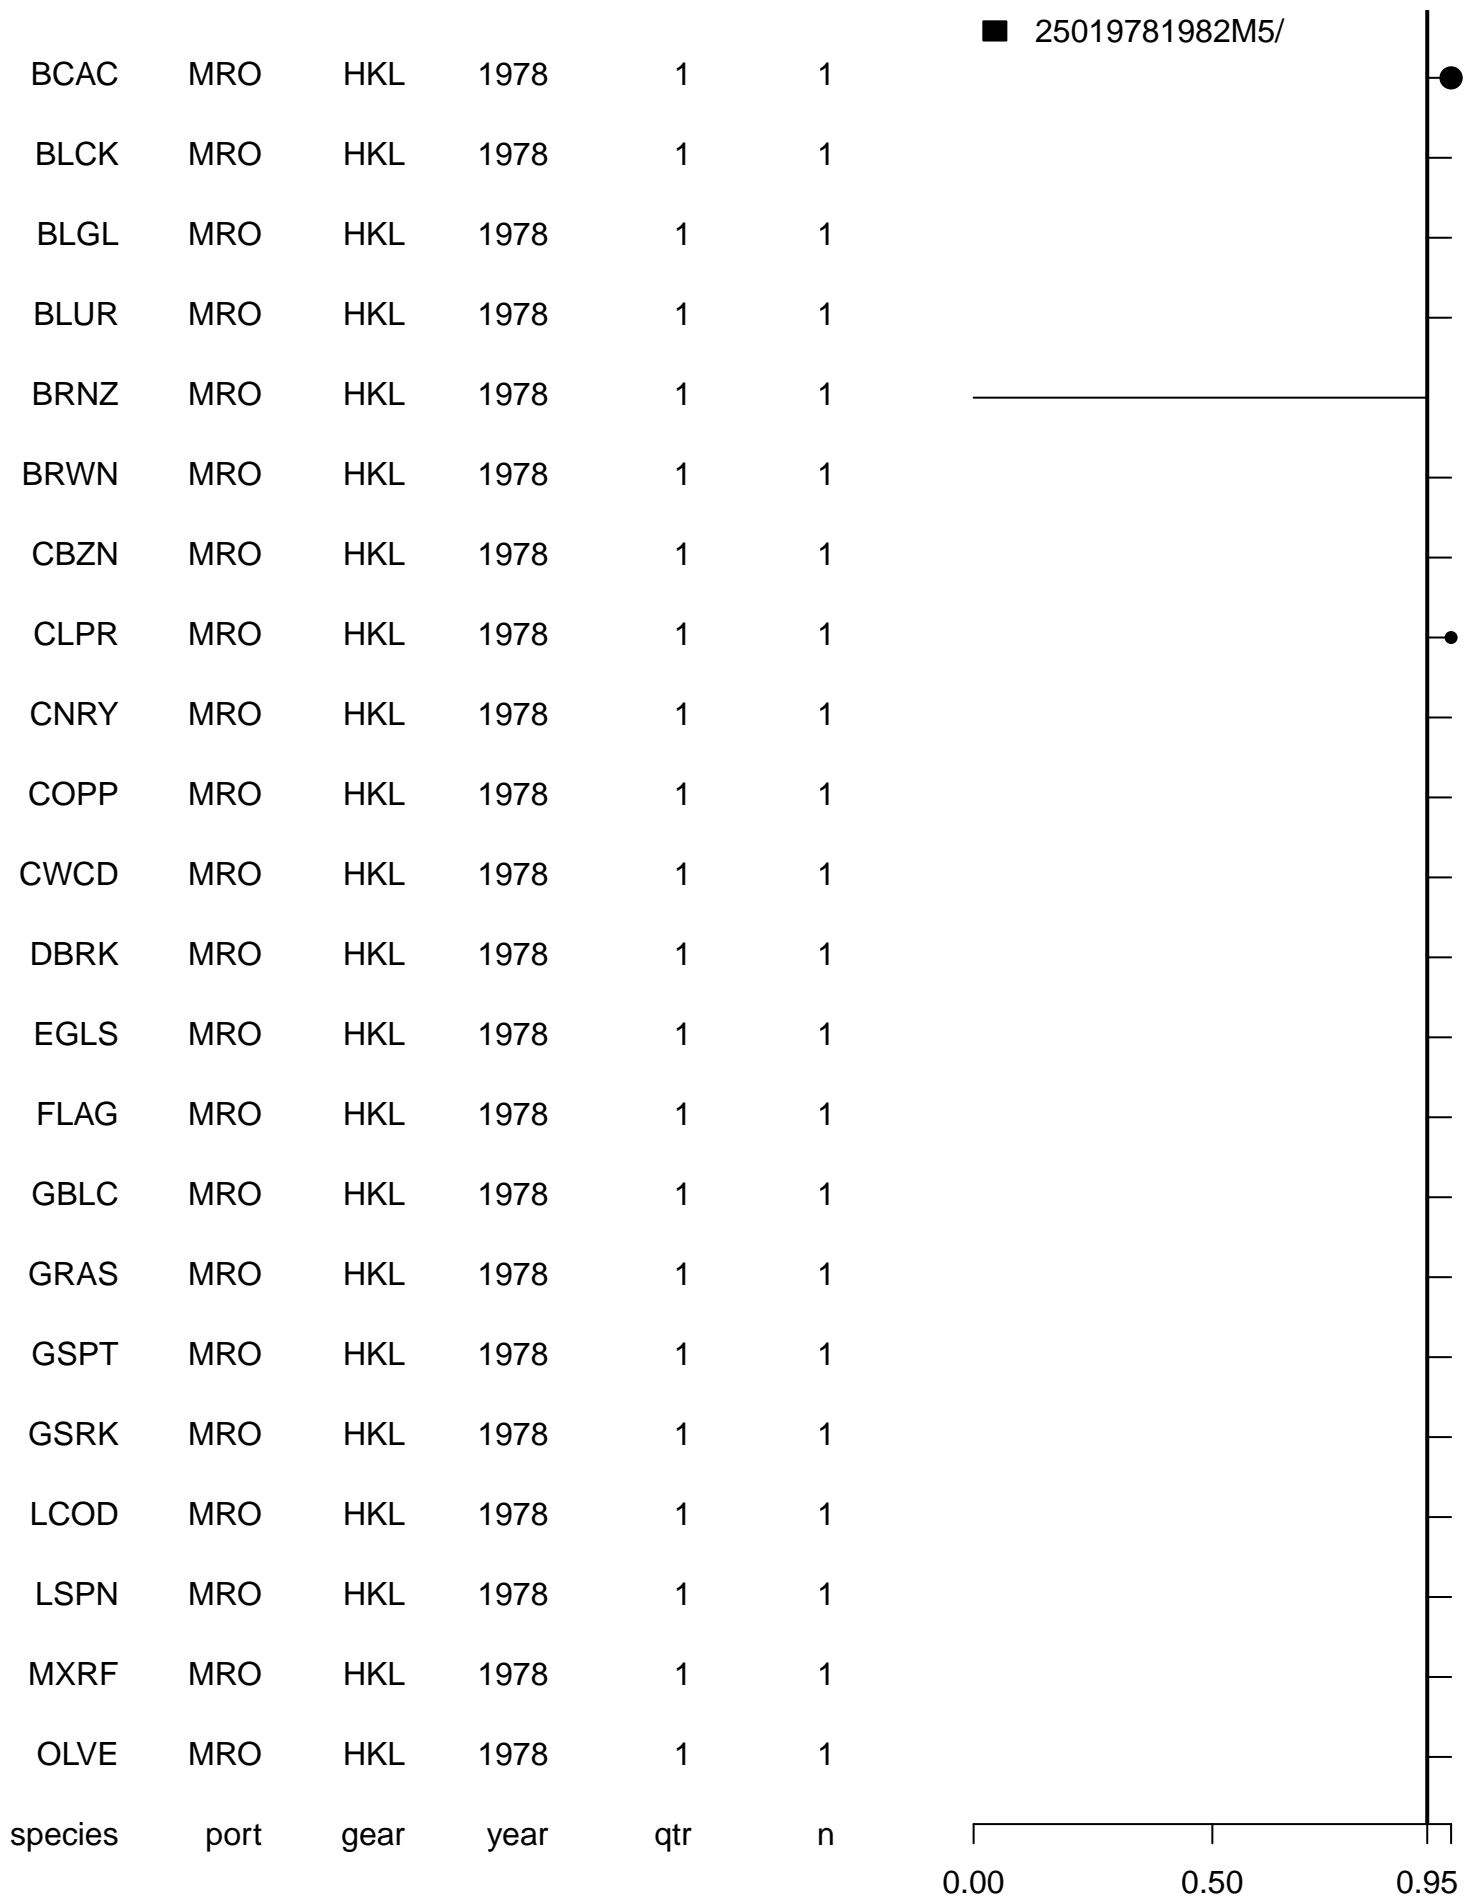 25019781982M5/
BCAC MRO HKL 1978 1 1
BLCK MRO HKL 1978 1 1
BLGL MRO HKL 1978 1 1
BLUR MRO HKL 1978 1 1
BRNZ MRO HKL 1978 1 1
BRWN MRO HKL 1978 1 1
CBZN MRO HKL 1978 1 1
CLPR MRO HKL 1978 1 1
CNRY MRO HKL 1978 1 1
COPP MRO HKL 1978 1 1
CWCD MRO HKL 1978 1 1
DBRK MRO HKL 1978 1 1
EGLS MRO HKL 1978 1 1
FLAG MRO HKL 1978 1 1
GBLC MRO HKL 1978 1 1
GRAS MRO HKL 1978 1 1
GSPT MRO HKL 1978 1 1
GSRK MRO HKL 1978 1 1
LCOD MRO HKL 1978 1 1
LSPN MRO HKL 1978 1 1
MXRF MRO HKL 1978 1 1
OLVE MRO HKL 1978 1 1
species port gear year qtr n
0.00 0.50 0.95